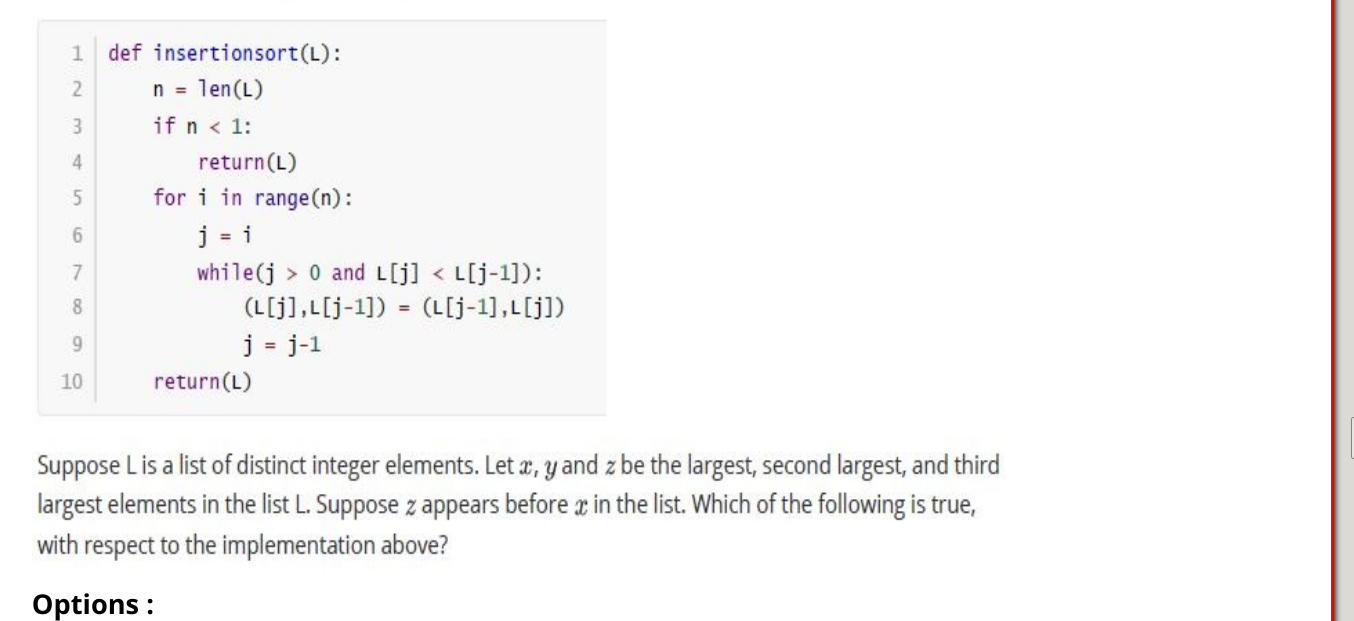 1 def insertionsort(L):
2 n = len(L)
3 if n < 1:
4 return(L)
5 for i in range(n):
6 j = i
7 while(j > 0 and L[j] < L[j-1]):
8 (L[j],L[j-1]) = (L[j-1],L[j])
9 j = j-1
10 return(L)
Suppose L is a list of distinct integer elements. Let x, y and z be the largest, second largest, and third
largest elements in the list L. Suppose z appears before x in the list. Which of the following is true,
with respect to the implementation above?
Options :